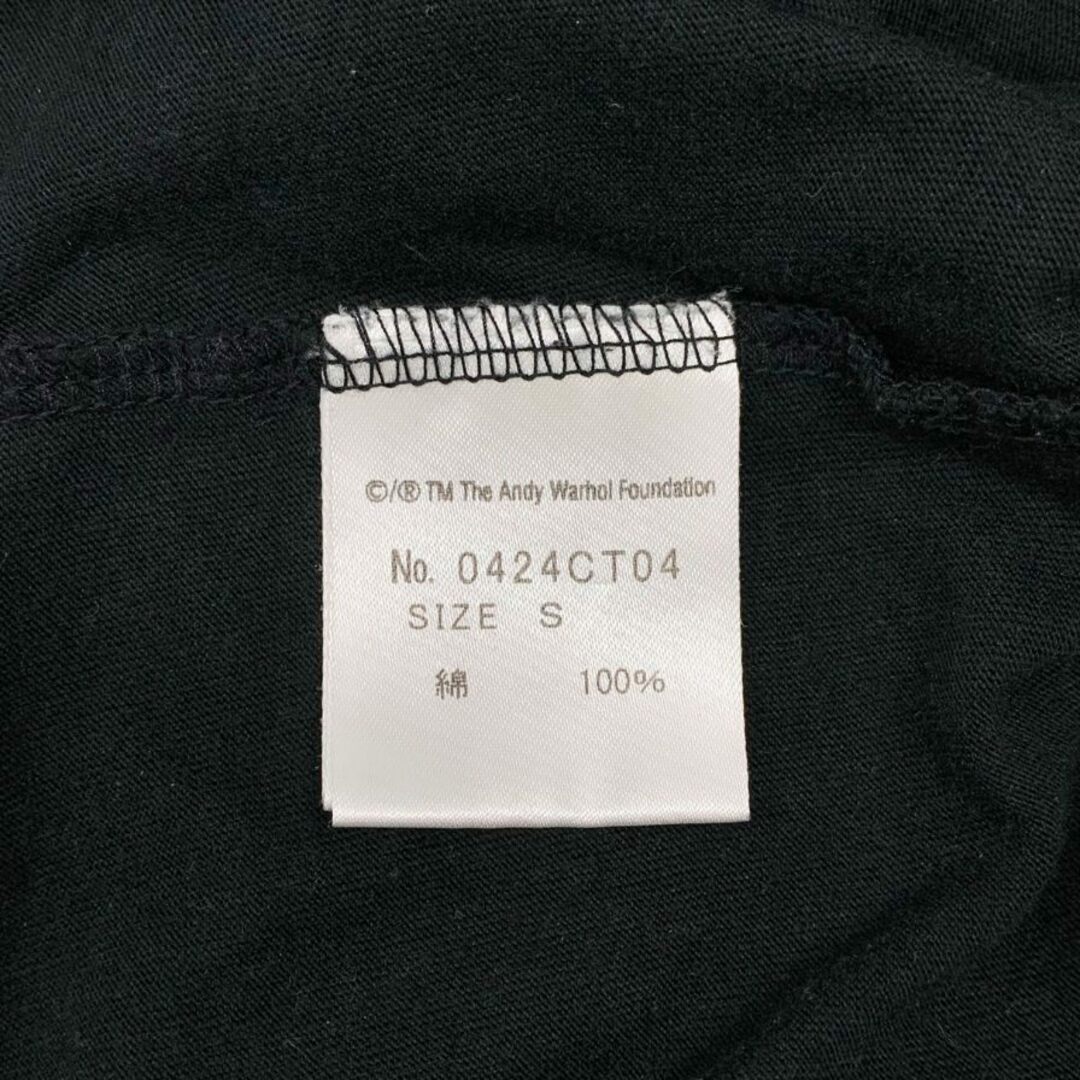 ©/® TM The Andy Warhol Foundation
No. 0424CT04
SIZE S
綿 100%